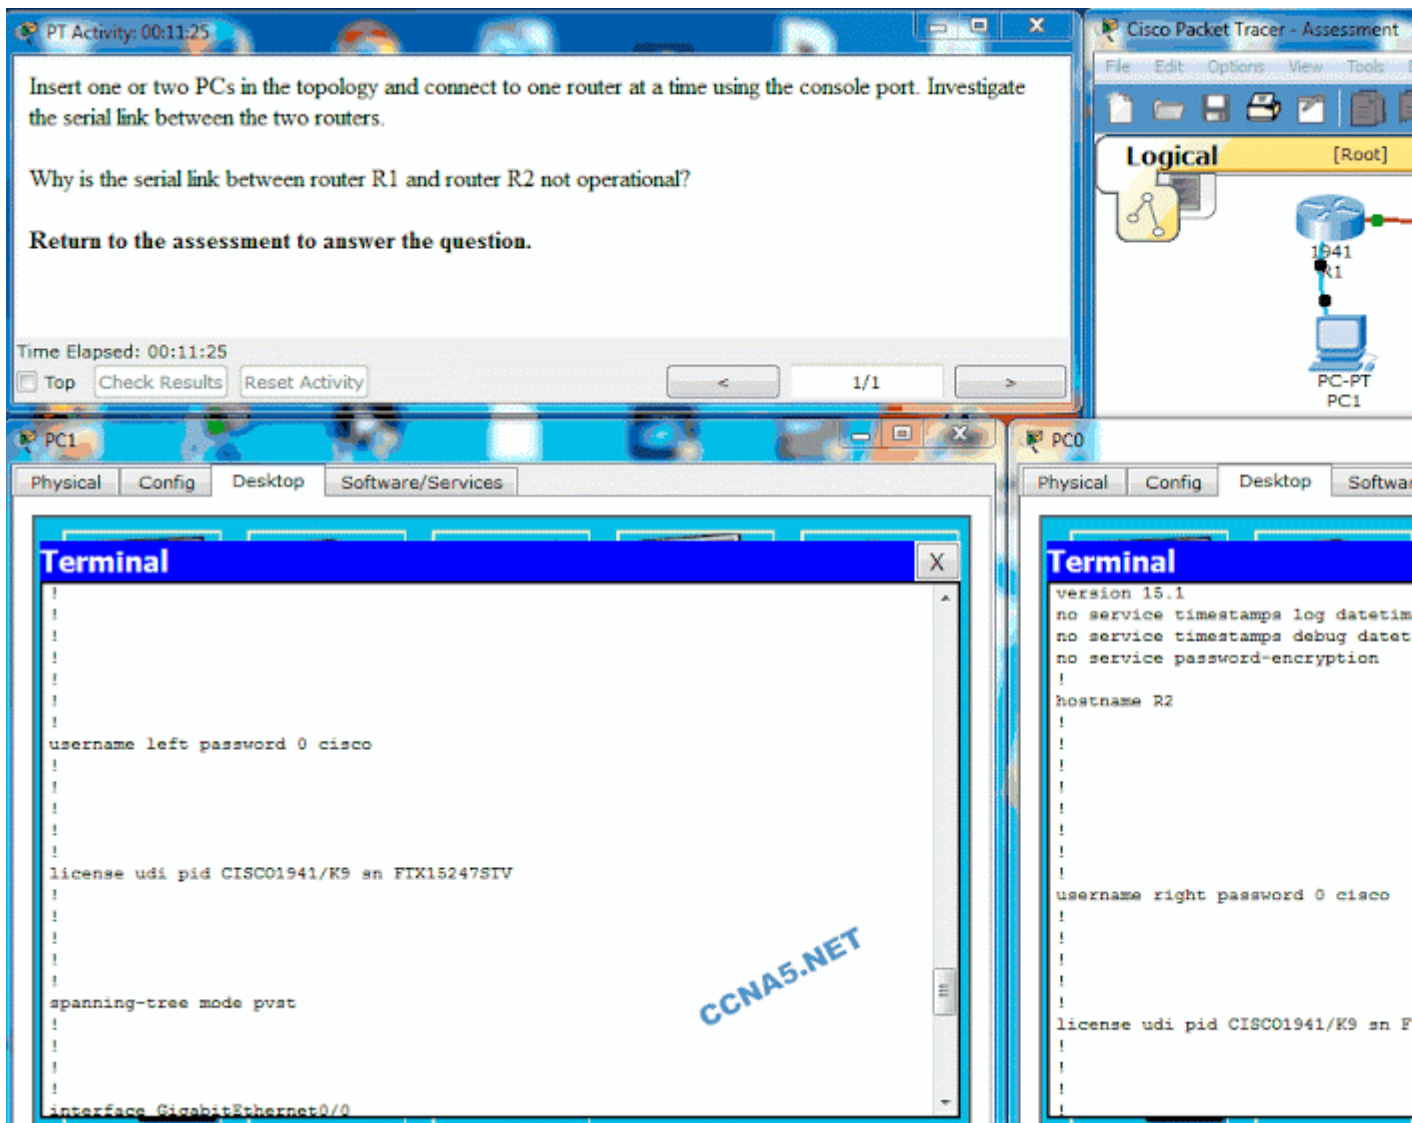 PT Activity: 00:11:25
Insert one or two PCs in the topology and connect to one router at a time using the console port. Investigate
the serial link between the two routers.
Why is the serial link between router R1 and router R2 not operational?
Return to the assessment to answer the question.
Time Elapsed: 00:11:25
Top
Check Results
Reset Activity
<
1/1
>
Cisco Packet Tracer - Assessment
File Edit Options View Tools
Logical
[Root]
1941
R1
PC-PT
PC1
PC1
Physical
Config
Desktop
Software/Services
Terminal
X
!
!
!
!
!
!
!
username left password 0 cisco
!
!
!
!
!
license udi pid CISCO1941/K9 sn FTX15247STV
!
!
!
!
!
spanning-tree mode pvst
!
!
!
!
interface GigabitEthernet0/0
CCNA5.NET
PC0
Physical
Config
Desktop
Softwar
Terminal
version 15.1
no service timestamps log datetim
no service timestamps debug datet
no service password-encryption
!
hostname R2
!
!
!
!
!
!
!
!
username right password 0 cisco
!
!
!
!
!
license udi pid CISCO1941/K9 sn F
!
!
!
!